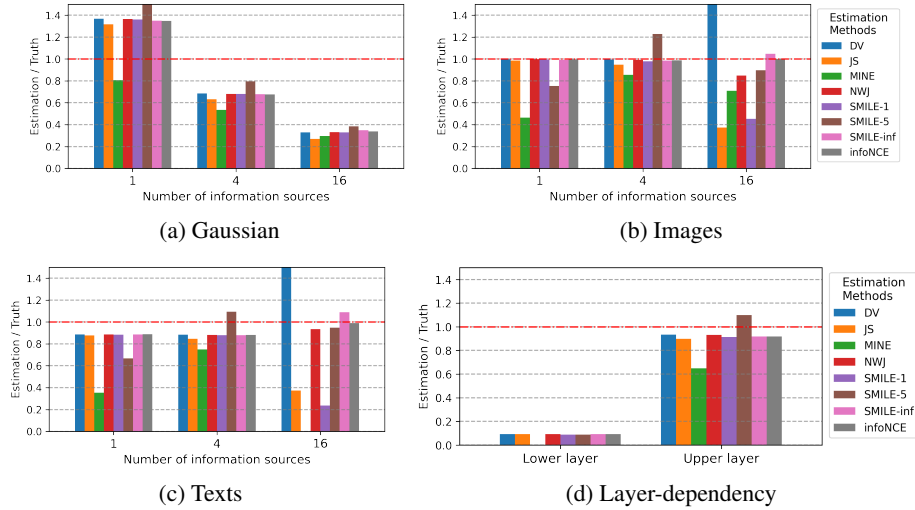 1.4
1.2
1.0
0.8
0.6
0.4
0.2
0.0
Estimation / Truth
1 4 16
Number of information sources
(a) Gaussian
1.4
1.2
1.0
0.8
0.6
0.4
0.2
0.0
Estimation / Truth
1 4 16
Number of information sources
(b) Images
Estimation
Methods
DV
JS
MINE
NWJ
SMILE-1
SMILE-5
SMILE-inf
infoNCE
1.4
1.2
1.0
0.8
0.6
0.4
0.2
0.0
Estimation / Truth
1 4 16
Number of information sources
(c) Texts
1.4
1.2
1.0
0.8
0.6
0.4
0.2
0.0
Estimation / Truth
Lower layer Upper layer
(d) Layer-dependency
Estimation
Methods
DV
JS
MINE
NWJ
SMILE-1
SMILE-5
SMILE-inf
infoNCE